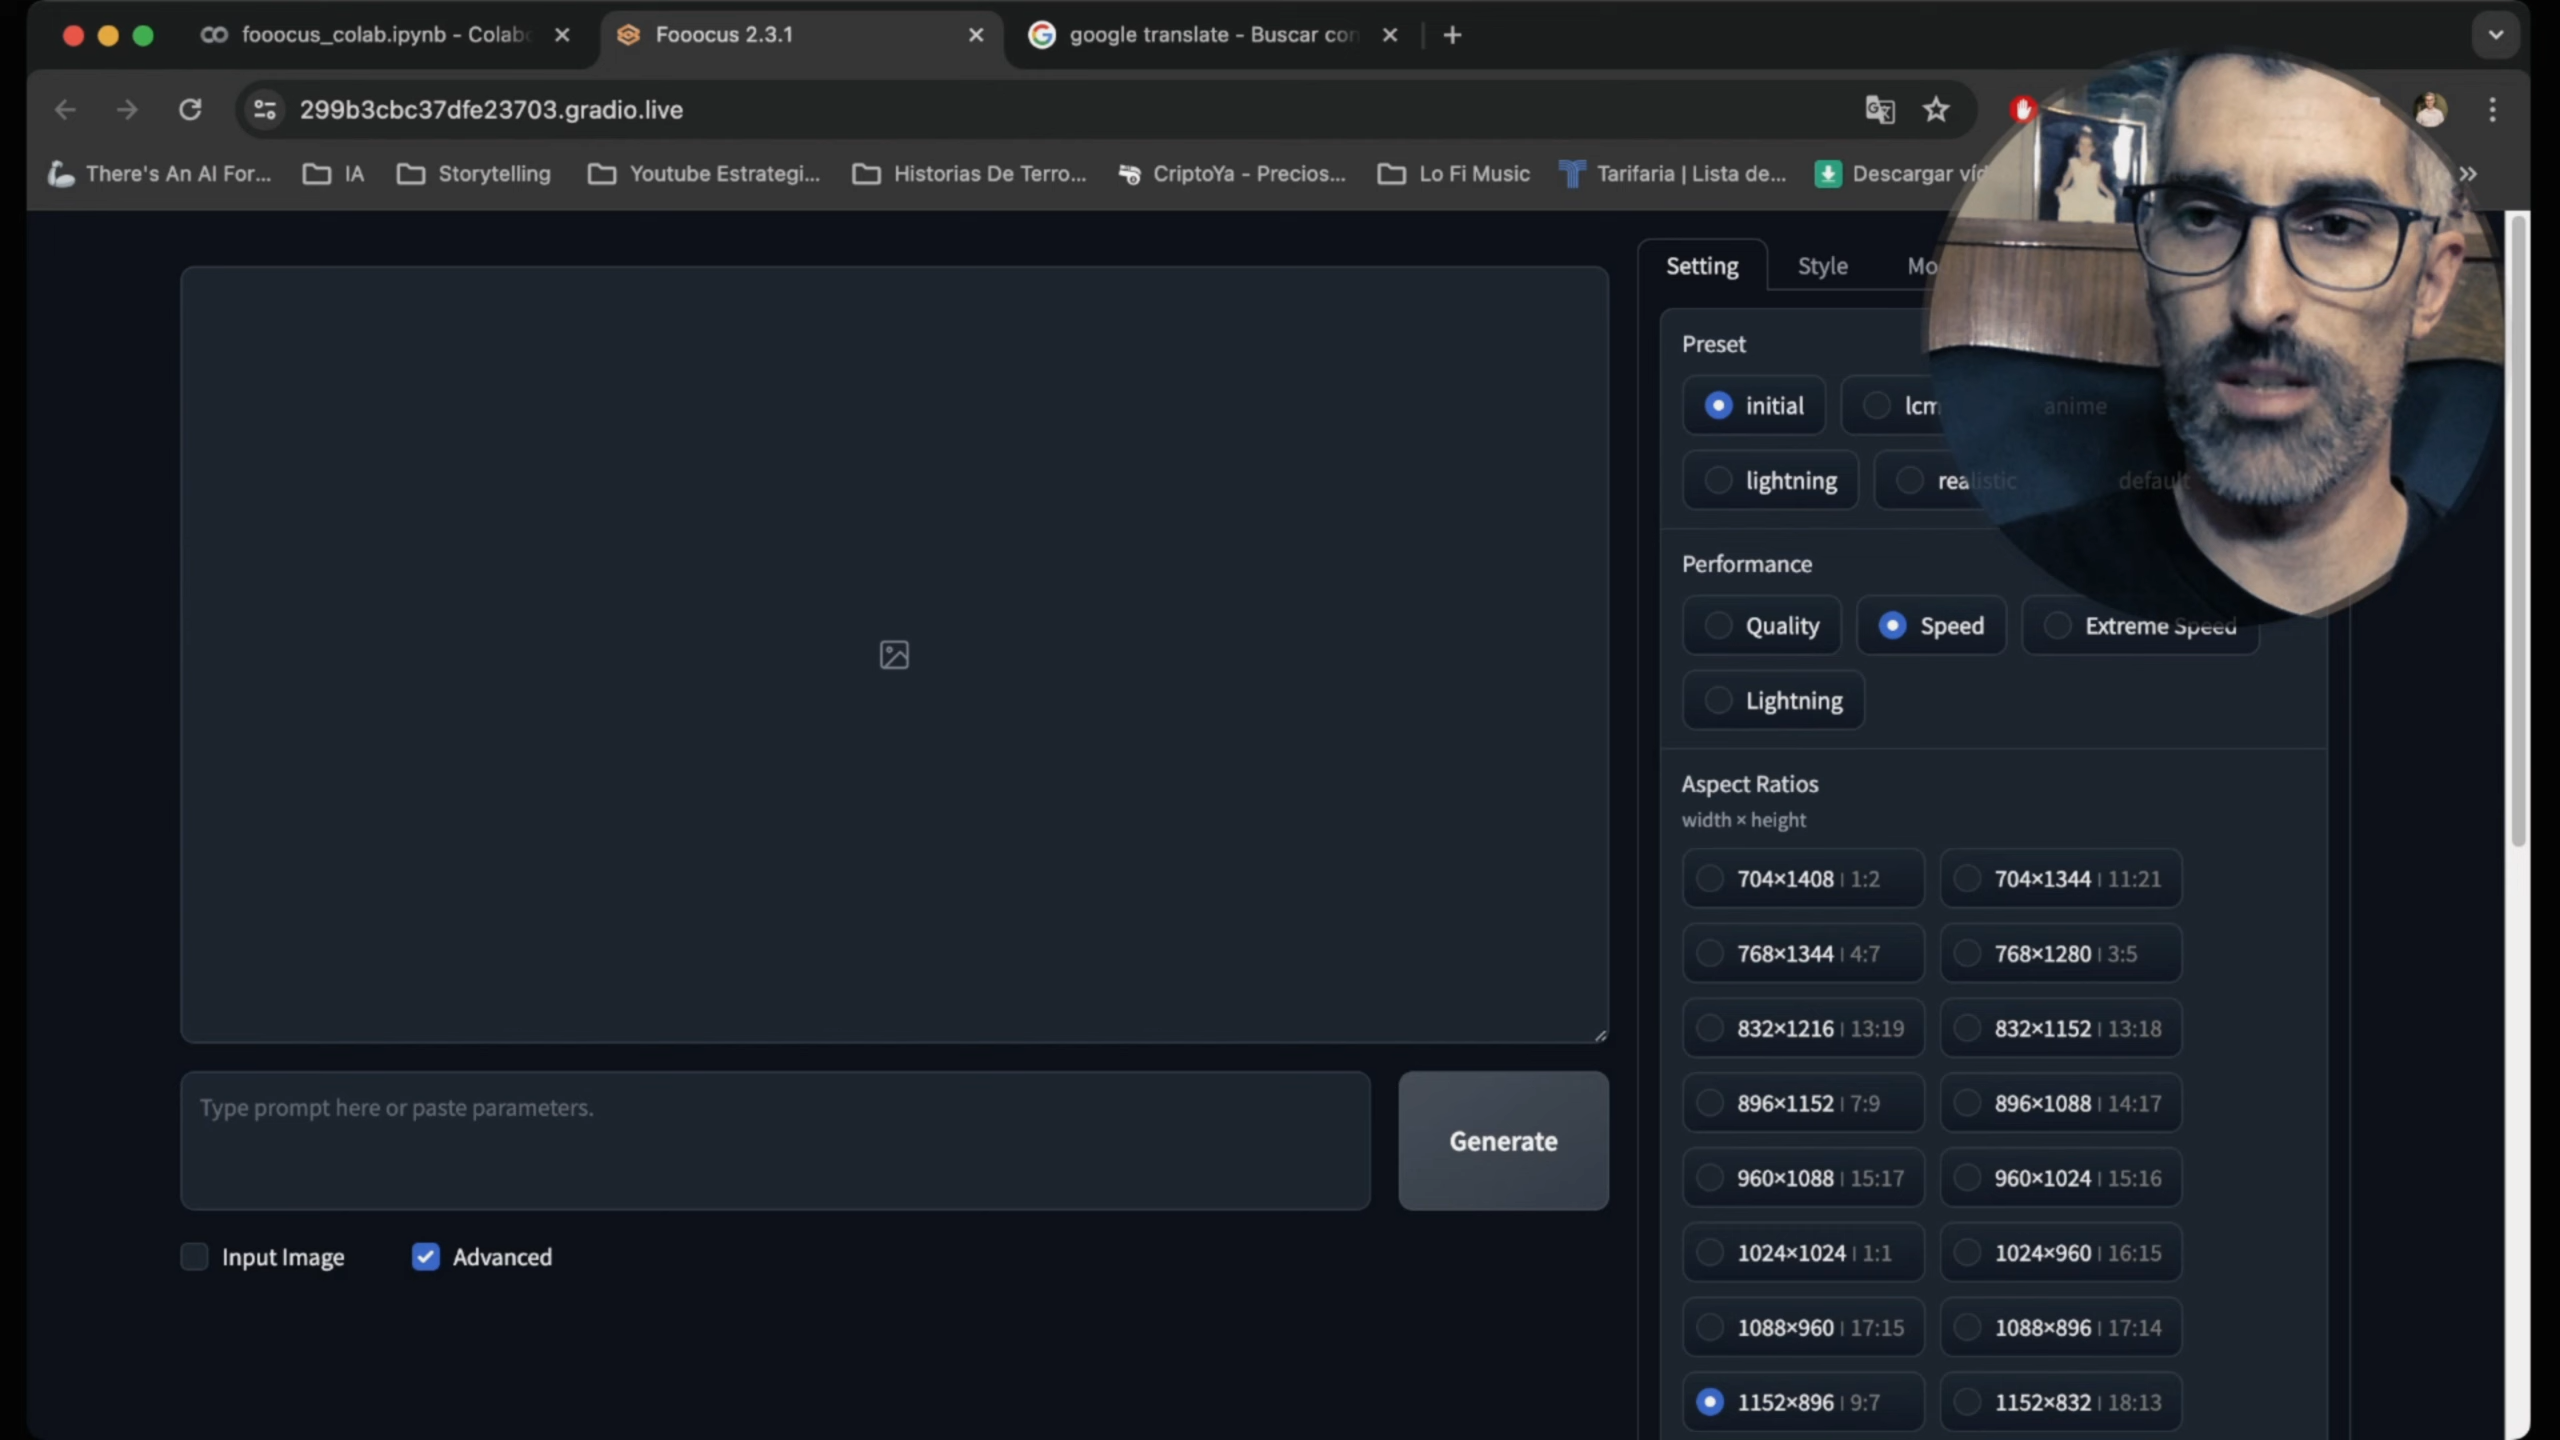 fooocus_colab.ipynb - Colab
Fooocus 2.3.1
google translate - Buscar con
299b3cbc37dfe23703.gradio.live
There's An AI For...
IA
Storytelling
Youtube Estrategi...
Historias De Terro...
CriptoYa - Precios...
Lo Fi Music
Tarifaria | Lista de...
Descargar víd
Setting
Style
Mo
Preset
initial
lcm
anime
lightning
realistic
default
Performance
Quality
Speed
Extreme Speed
Lightning
Aspect Ratios
width × height
704×1408 | 1:2
704×1344 | 11:21
768×1344 | 4:7
768×1280 | 3:5
832×1216 | 13:19
832×1152 | 13:18
896×1152 | 7:9
896×1088 | 14:17
960×1088 | 15:17
960×1024 | 15:16
1024×1024 | 1:1
1024×960 | 16:15
1088×960 | 17:15
1088×896 | 17:14
1152×896 | 9:7
1152×832 | 18:13
Type prompt here or paste parameters.
Generate
Input Image
Advanced